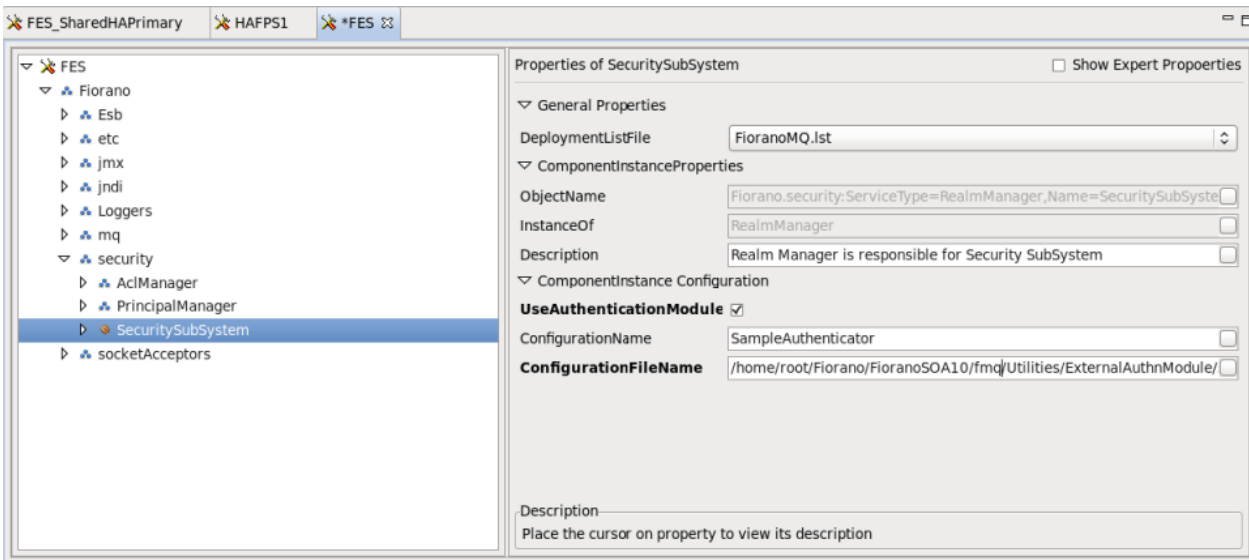 FES_SharedHAPrimary HAFPS1 *FES
FES
Fiorano
Esb
etc
jmx
jndi
Loggers
mq
security
AclManager
PrincipalManager
SecuritySubSystem
socketAcceptors
Properties of SecuritySubSystem Show Expert Propoerties
General Properties
DeploymentListFile FioranoMQ.lst
ComponentInstanceProperties
ObjectName Fiorano.security:ServiceType=RealmManager,Name=SecuritySubSyste
InstanceOf RealmManager
Description Realm Manager is responsible for Security SubSystem
ComponentInstance Configuration
UseAuthenticationModule
ConfigurationName SampleAuthenticator
ConfigurationFileName /home/root/Fiorano/FioranoSOA10/fmq/Utilities/ExternalAuthnModule/
Description
Place the cursor on property to view its description